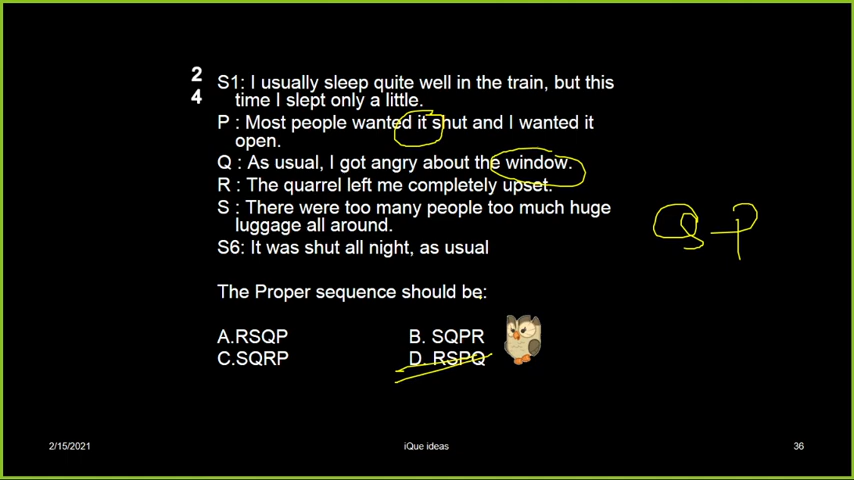 2
4
S1: I usually sleep quite well in the train, but this
time I slept only a little.
P : Most people wanted it shut and I wanted it
open.
Q : As usual, I got angry about the window.
R : The quarrel left me completely upset.
S : There were too many people too much huge
luggage all around.
S6: It was shut all night, as usual
Q-P
The Proper sequence should be:
A.RSQP B. SQPR
C.SQRP D. RSPQ
2/15/2021 iQue ideas 36